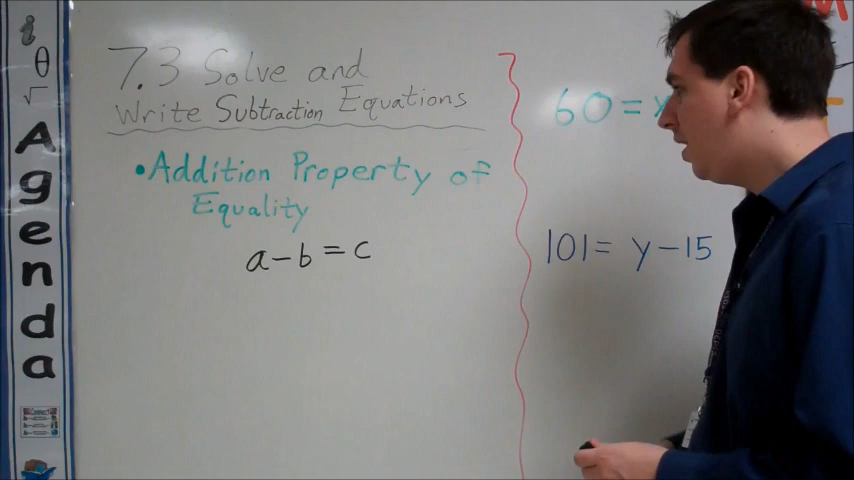 i
θ
√
Agenda
7.3 Solve and
Write Subtraction Equations
•Addition Property of
Equality
a-b=c
60=
101= y-15